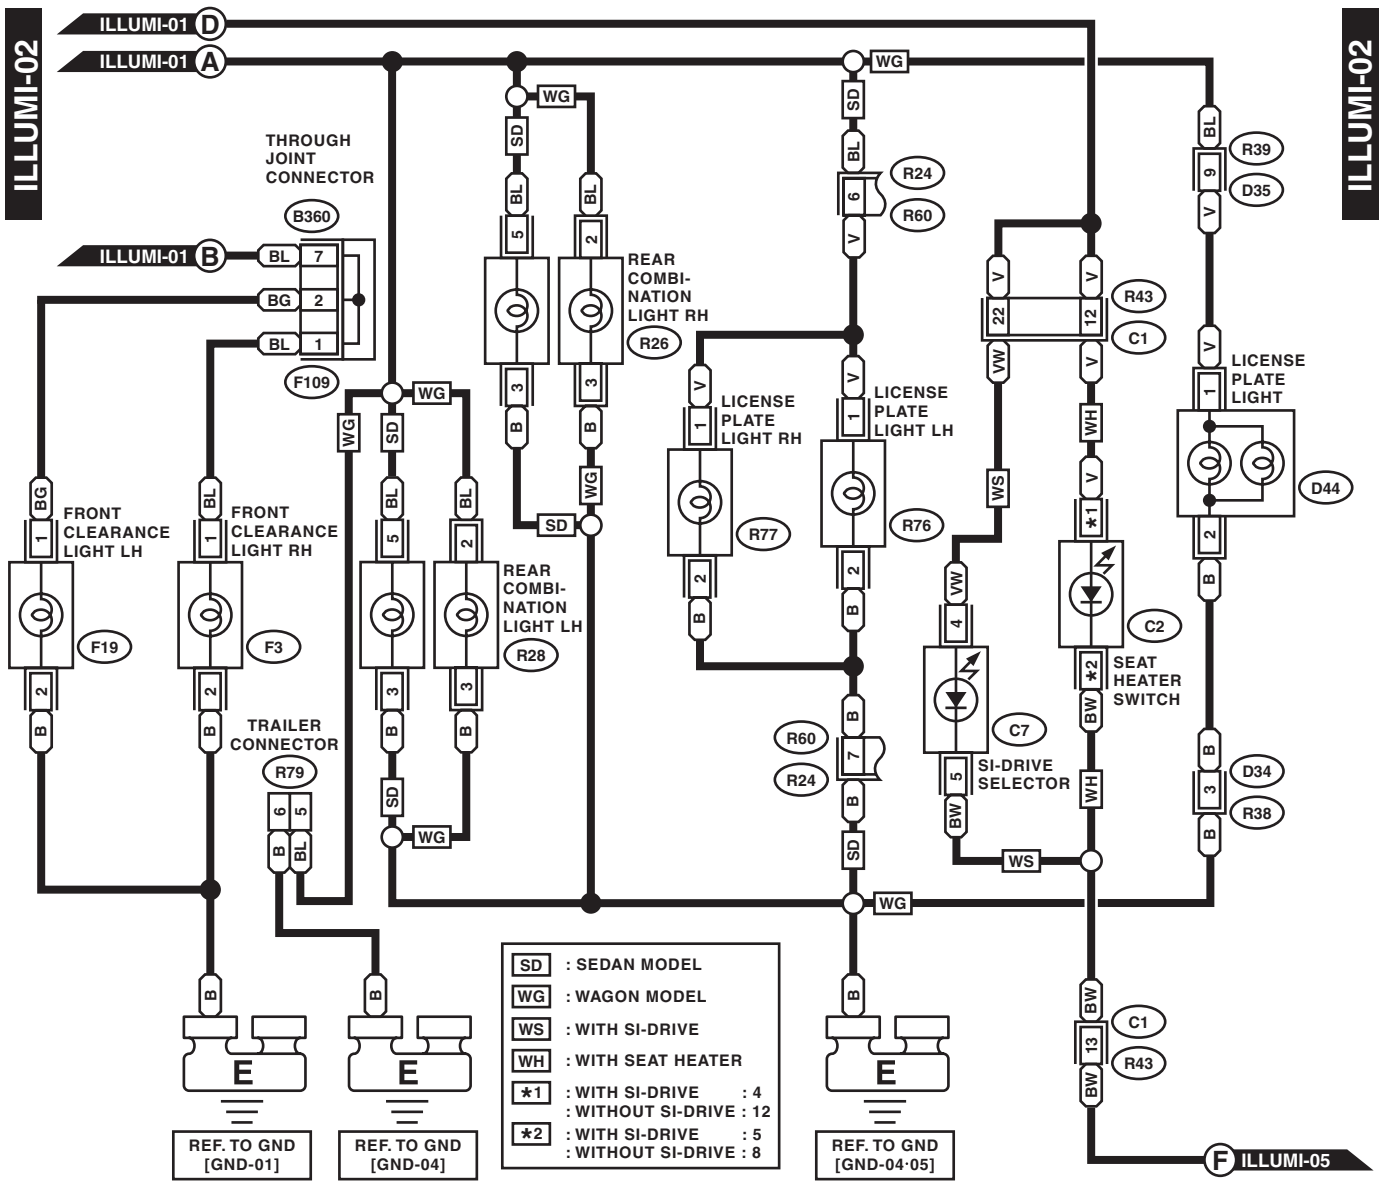 ILLUMI-02
ILLUMI-02
ILLUMI-01 D
ILLUMI-01 A
WG
WG
SD
SD
BL
BL
BL
BL
THROUGH
JOINT
CONNECTOR
B360
ILLUMI-01 B
BL 7
BG 2
BL 1
F109
5
2
REAR
COMBI-
NATION
LIGHT RH
R26
3
3
B
B
WG
SD
R24
6
R60
V
R39
9
D35
V
V
V
22
12
R43
C1
VW
V
V
1
LICENSE
PLATE
LIGHT
D44
2
B
WG
WG
SD
V
1
LICENSE
PLATE
LIGHT RH
R77
2
B
V
1
LICENSE
PLATE
LIGHT LH
R76
2
B
WH
V
*1
WS
VW
4
C2
*2
SEAT
HEATER
SWITCH
BW
C7
SI-DRIVE
SELECTOR
5
BW
WH
WS
BG
1
FRONT
CLEARANCE
LIGHT LH
F19
2
B
BL
1
FRONT
CLEARANCE
LIGHT RH
F3
2
B
BL
5
3
B
SD
BL
2
REAR
COMBI-
NATION
LIGHT LH
R28
3
B
WG
TRAILER
CONNECTOR
R79
6 5
B BL
B
R60
7
R24
B
SD
WG
B
D34
3
R38
B
SD : SEDAN MODEL
WG : WAGON MODEL
WS : WITH SI-DRIVE
WH : WITH SEAT HEATER
*1 : WITH SI-DRIVE : 4
: WITHOUT SI-DRIVE : 12
*2 : WITH SI-DRIVE : 5
: WITHOUT SI-DRIVE : 8
B
B
B
E
E
E
REF. TO GND
[GND-01]
REF. TO GND
[GND-04]
REF. TO GND
[GND-04·05]
BW
C1
13
R43
BW
F ILLUMI-05